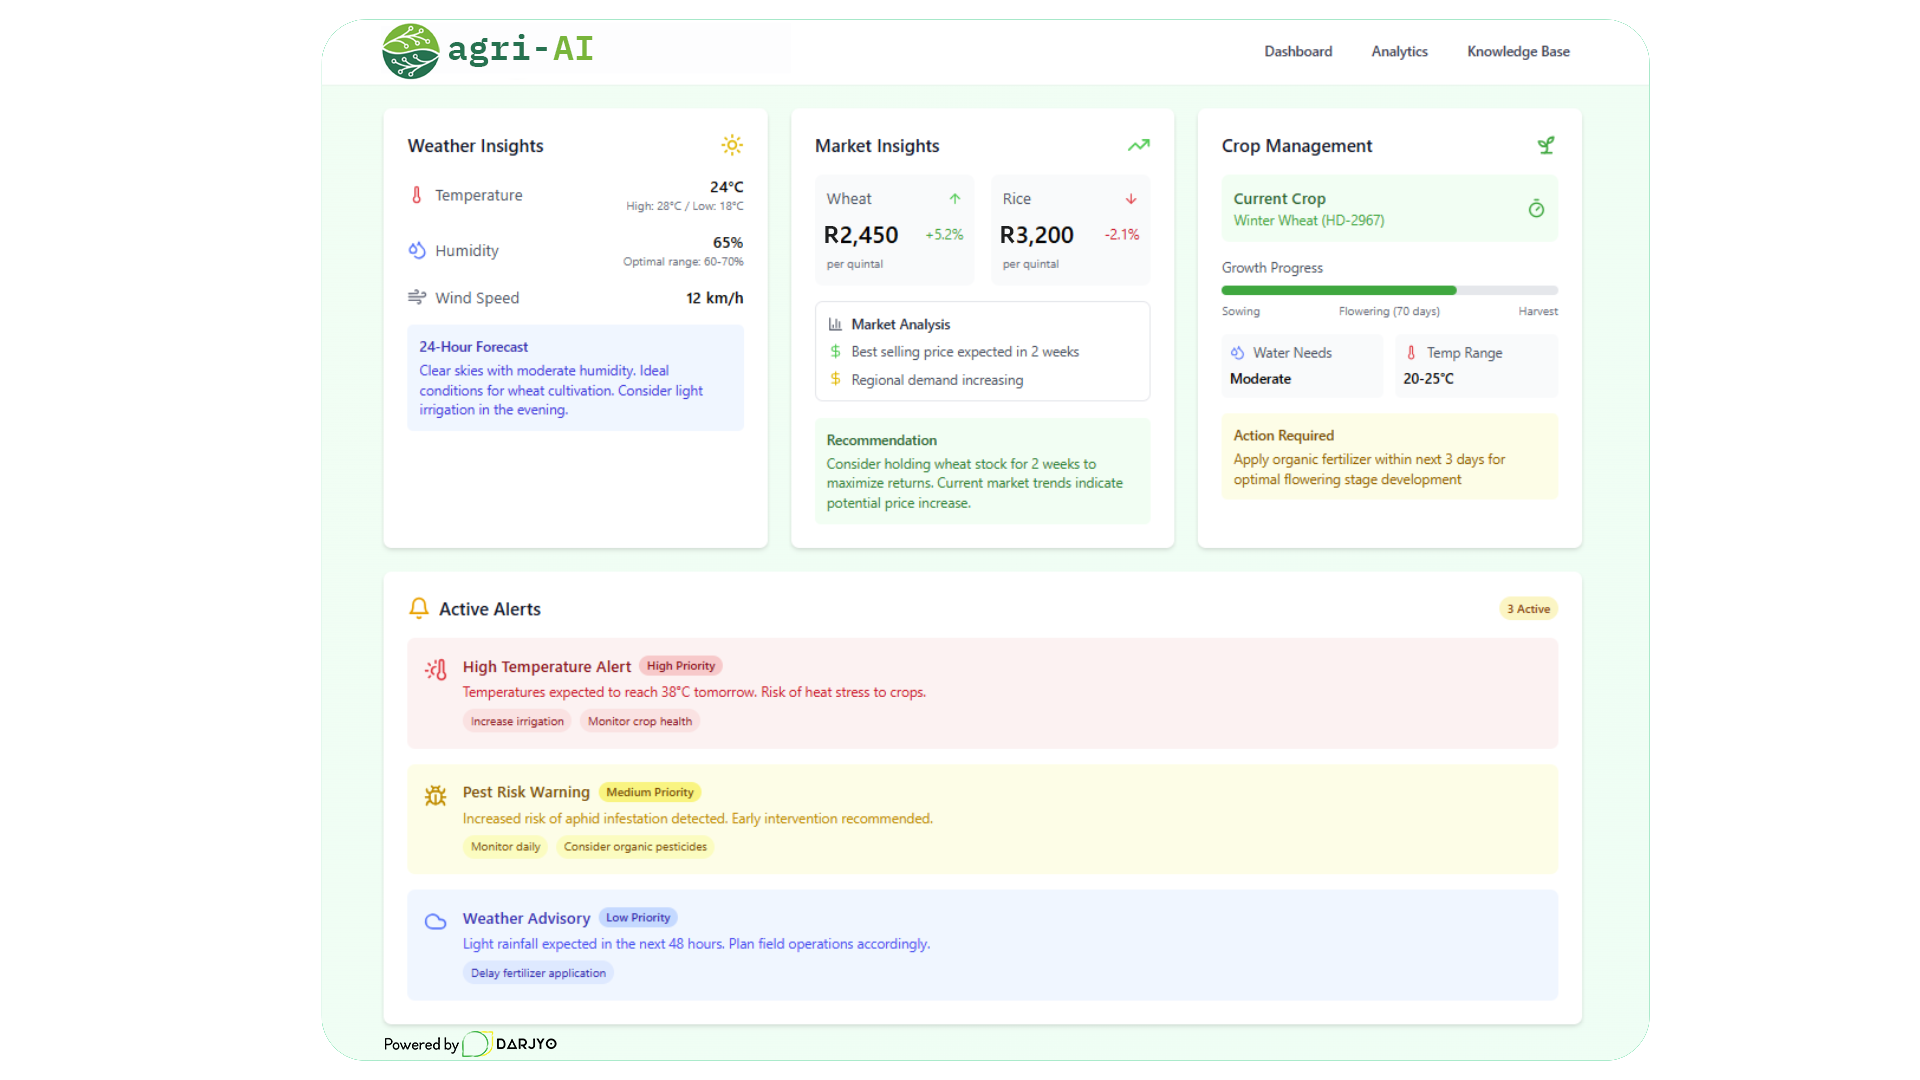 agri-AI
Dashboard
Analytics
Knowledge Base
Weather Insights
Temperature
24°C
High: 28°C / Low: 18°C
Humidity
65%
Optimal range: 60-70%
Wind Speed
12 km/h
24-Hour Forecast
Clear skies with moderate humidity. Ideal
conditions for wheat cultivation. Consider light
irrigation in the evening.
Market Insights
Wheat
R2,450
+5.2%
per quintal
Rice
R3,200
-2.1%
per quintal
Market Analysis
$ Best selling price expected in 2 weeks
$ Regional demand increasing
Recommendation
Consider holding wheat stock for 2 weeks to
maximize returns. Current market trends indicate
potential price increase.
Crop Management
Current Crop
Winter Wheat (HD-2967)
Growth Progress
Sowing
Flowering (70 days)
Harvest
Water Needs
Moderate
Temp Range
20-25°C
Action Required
Apply organic fertilizer within next 3 days for
optimal flowering stage development
Active Alerts
3 Active
High Temperature Alert
High Priority
Temperatures expected to reach 38°C tomorrow. Risk of heat stress to crops.
Increase irrigation
Monitor crop health
Pest Risk Warning
Medium Priority
Increased risk of aphid infestation detected. Early intervention recommended.
Monitor daily
Consider organic pesticides
Weather Advisory
Low Priority
Light rainfall expected in the next 48 hours. Plan field operations accordingly.
Delay fertilizer application
Powered by DARJYO